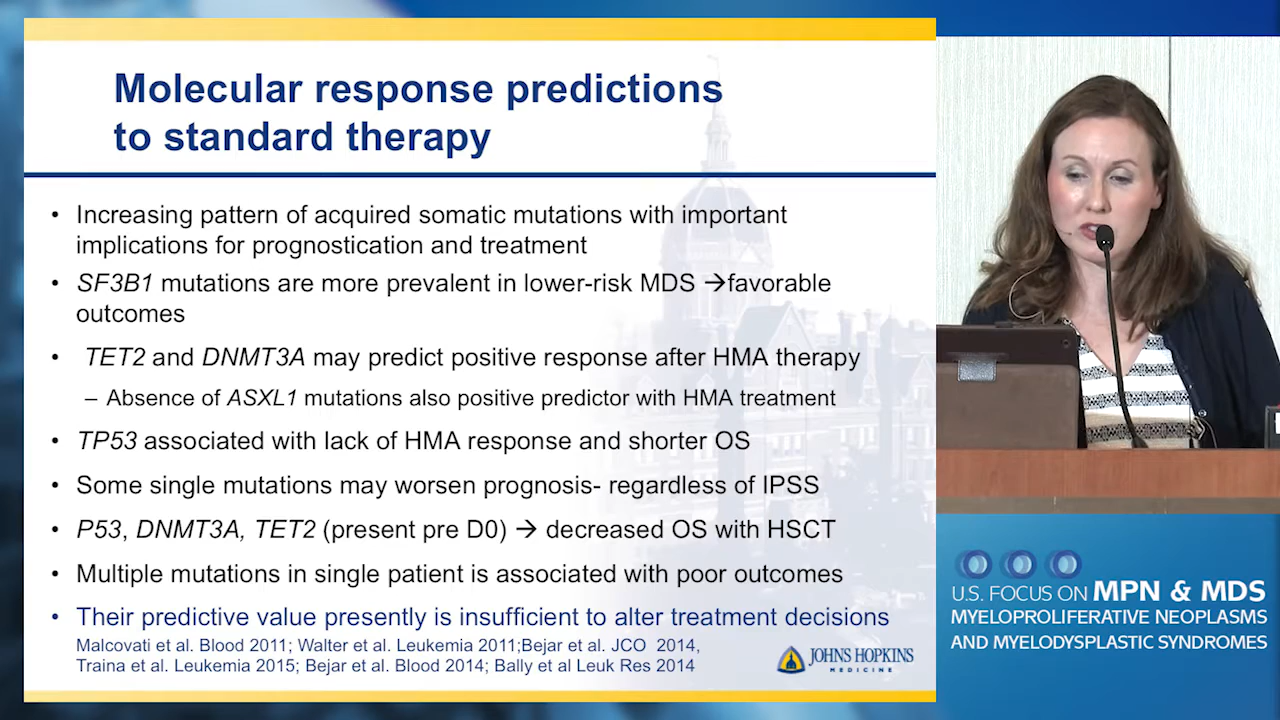 Molecular response predictions
to standard therapy
• Increasing pattern of acquired somatic mutations with important
implications for prognostication and treatment
• SF3B1 mutations are more prevalent in lower-risk MDS →favorable
outcomes
• TET2 and DNMT3A may predict positive response after HMA therapy
– Absence of ASXL1 mutations also positive predictor with HMA treatment
• TP53 associated with lack of HMA response and shorter OS
• Some single mutations may worsen prognosis- regardless of IPSS
• P53, DNMT3A, TET2 (present pre D0) → decreased OS with HSCT
• Multiple mutations in single patient is associated with poor outcomes
• Their predictive value presently is insufficient to alter treatment decisions
Malcovati et al. Blood 2011; Walter et al. Leukemia 2011;Bejar et al. JCO 2014,
Traina et al. Leukemia 2015; Bejar et al. Blood 2014; Bally et al Leuk Res 2014
JOHNS HOPKINS
MEDICINE
U.S. FOCUS ON MPN & MDS
MYELOPROLIFERATIVE NEOPLASMS
AND MYELODYSPLASTIC SYNDROMES